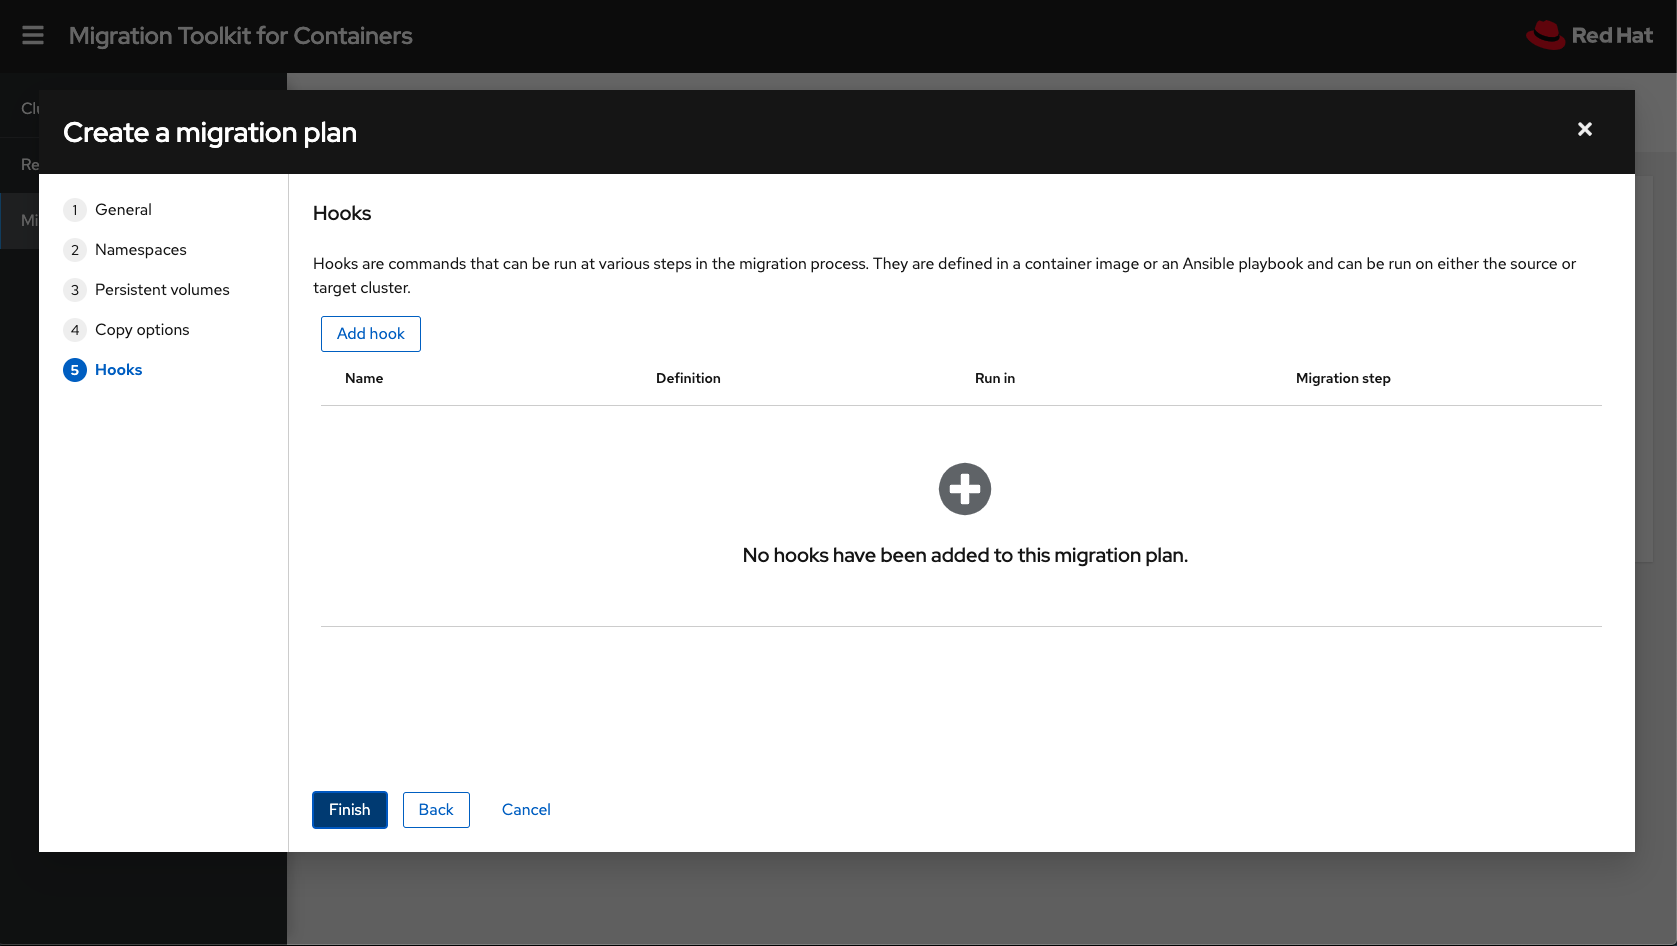 Migration Toolkit for Containers
Red Hat
Create a migration plan
1 General
2 Namespaces
3 Persistent volumes
4 Copy options
5 Hooks
Hooks
Hooks are commands that can be run at various steps in the migration process. They are defined in a container image or an Ansible playbook and can be run on either the source or
target cluster.
Add hook
Name Definition Run in Migration step
No hooks have been added to this migration plan.
Finish Back Cancel